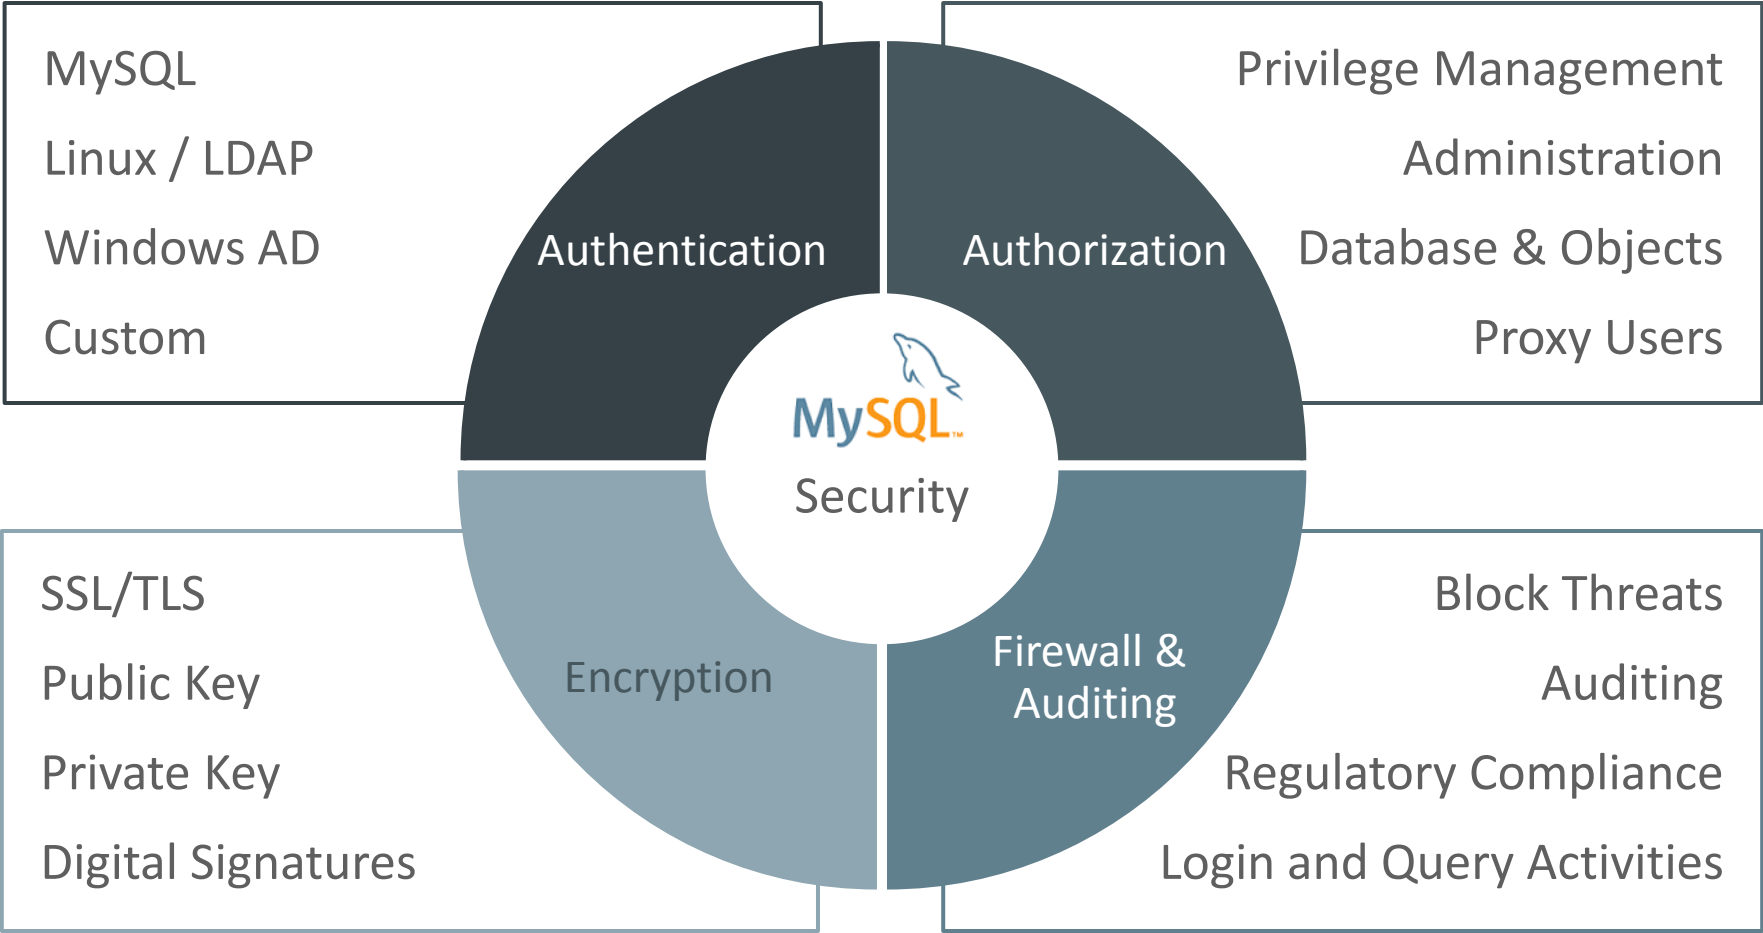 MySQL
Linux / LDAP
Windows AD
Custom
Authentication
Authorization
Privilege Management
Administration
Database & Objects
Proxy Users
MySQL™
Security
SSL/TLS
Public Key
Private Key
Digital Signatures
Encryption
Firewall &
Auditing
Block Threats
Auditing
Regulatory Compliance
Login and Query Activities